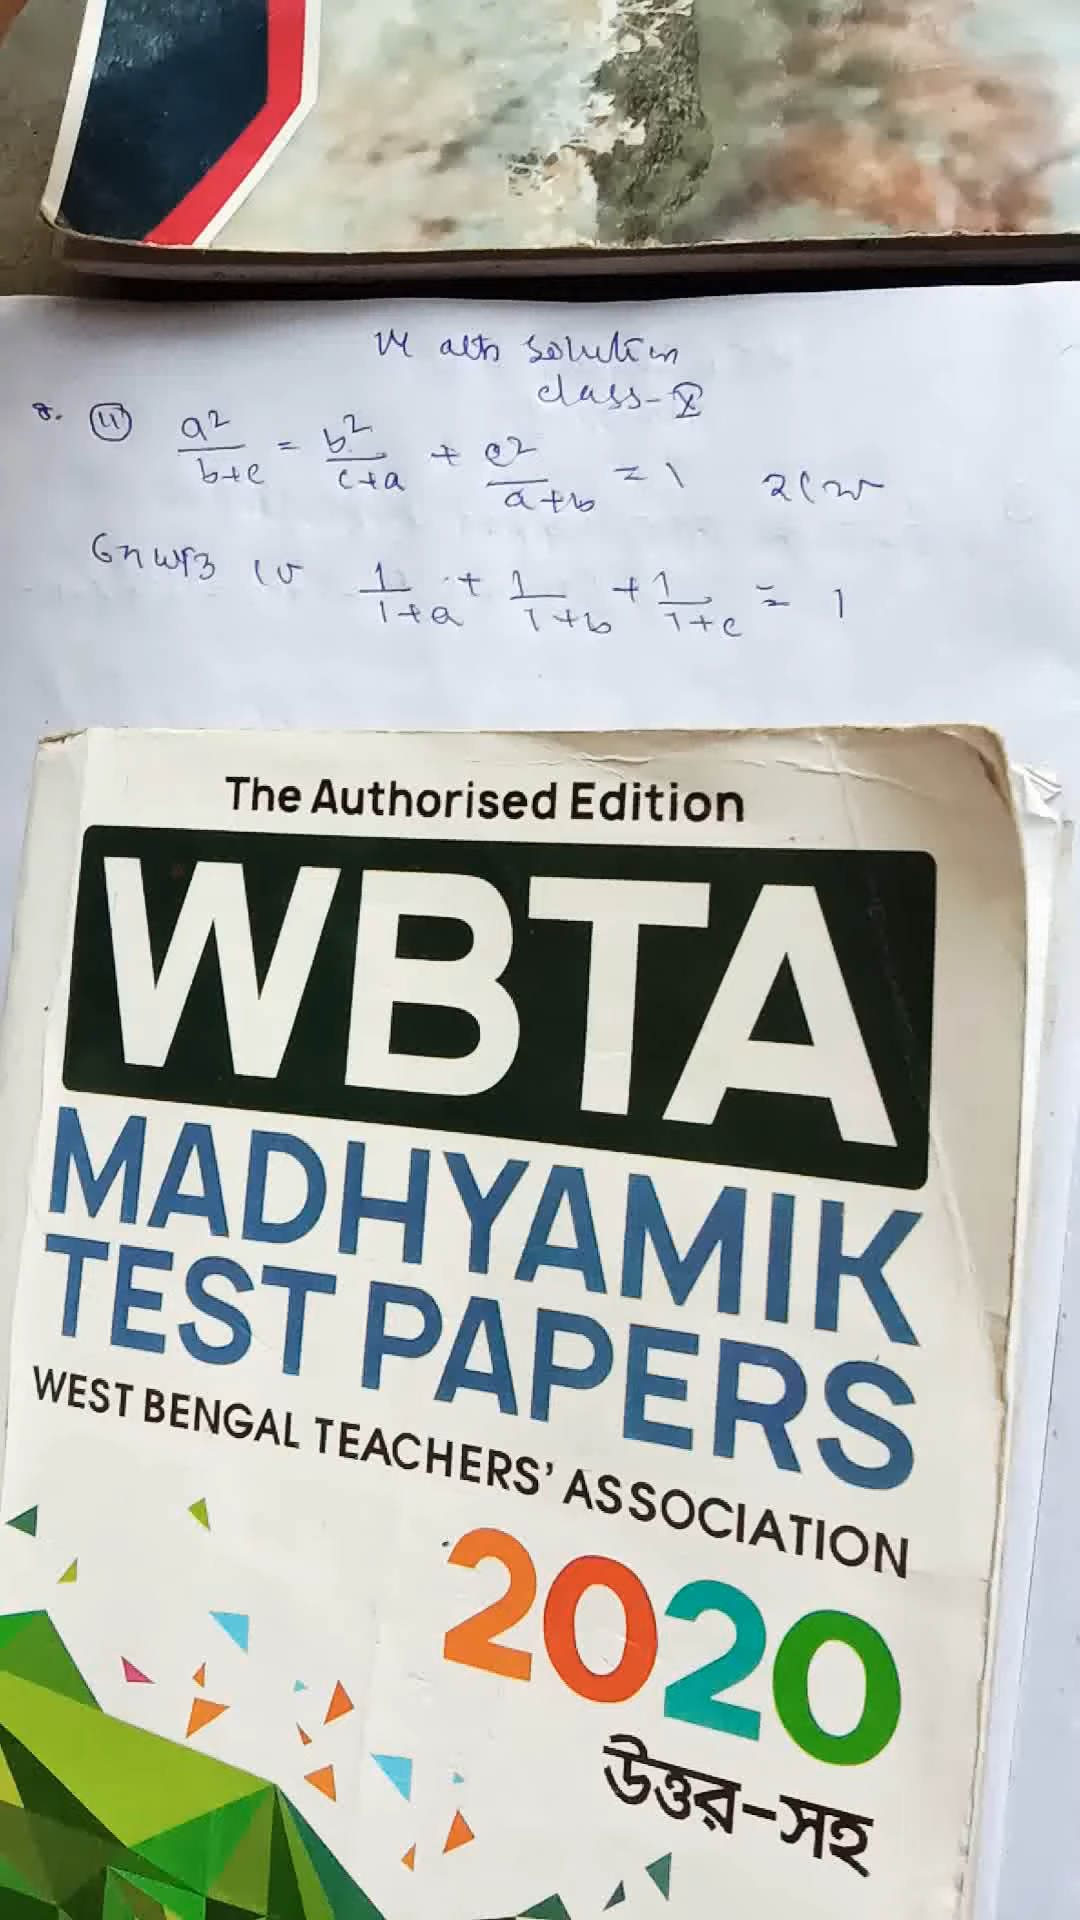 Math solution
class-X
8. (ii) a²/b+c = b²/c+a + c²/a+b = 1 হলে
দেখাও যে 1/1+a + 1/1+b + 1/1+c = 1
The Authorised Edition
WBTA
MADHYAMIK
TEST PAPERS
WEST BENGAL TEACHERS' ASSOCIATION
2020
উত্তর-সহ